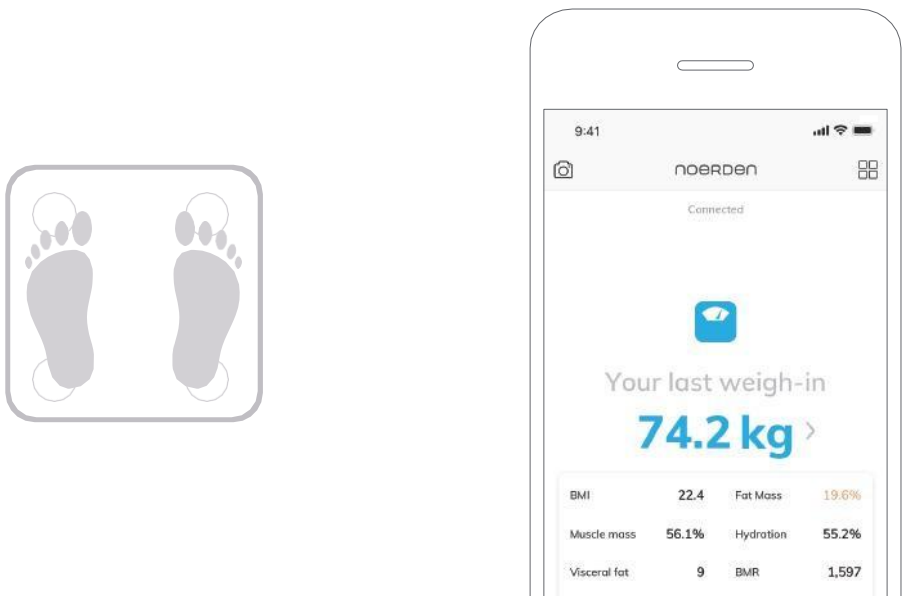 9:41
NOERDEN
Connected
Your last weigh-in
74.2 kg
BMI 22.4 Fat Mass 19.6%
Muscle mass 56.1% Hydration 55.2%
Visceral fat 9 BMR 1,597